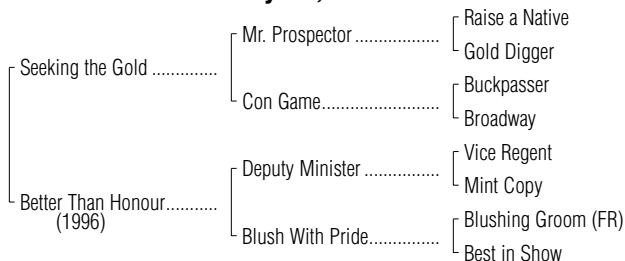 Raise a Native
Mr. Prospector ..................
Gold Digger
Seeking the Gold .............
Buckpasser
Con Game.........................
Broadway
Vice Regent
Deputy Minister ................
Mint Copy
Better Than Honour...........
(1996)
Blushing Groom (FR)
Blush With Pride...............
Best in Show